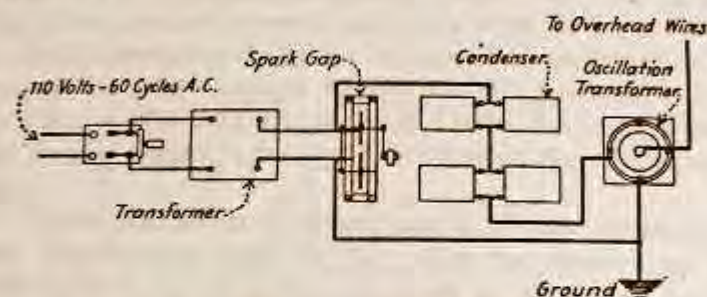 To Overhead Wires
Spark Gap
Condenser
Oscillation
Transformer
110 Volts-60 Cycles A.C.
Transformer
Ground